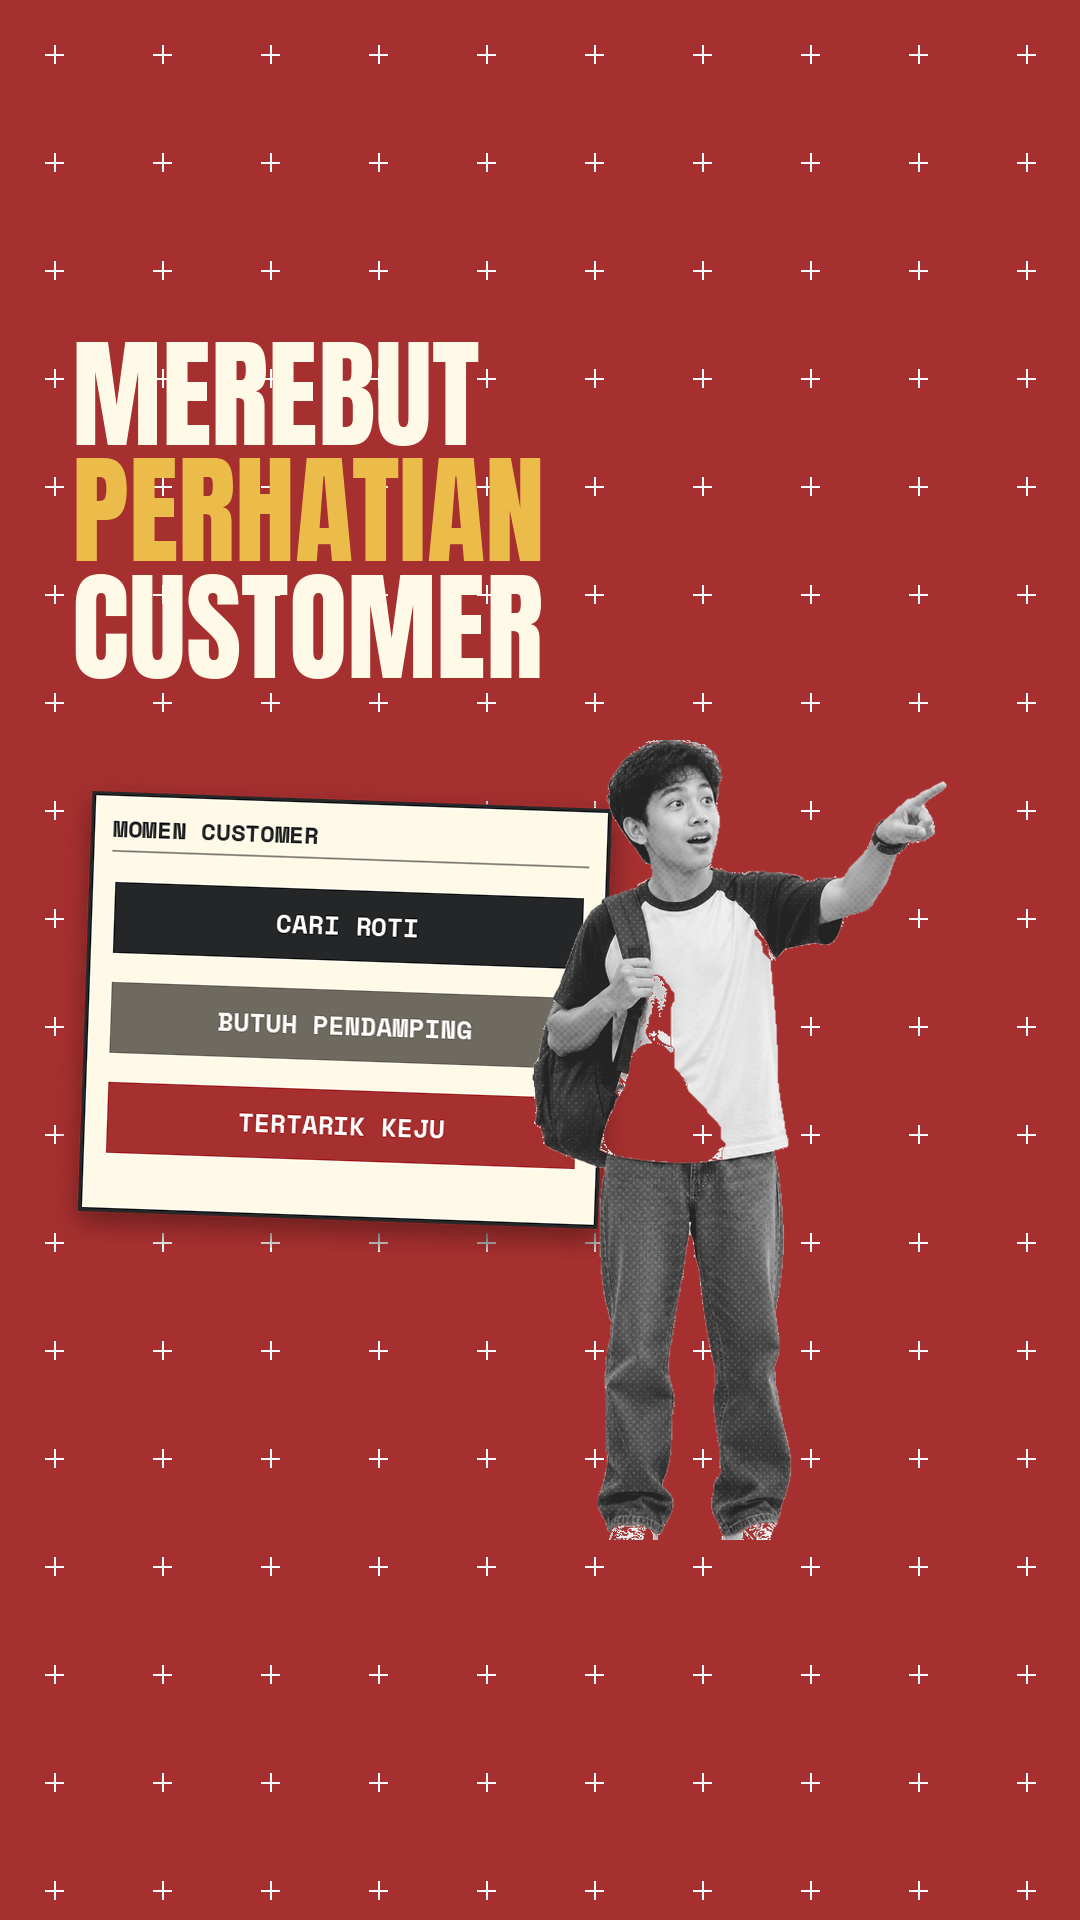 MEREBUT
PERHATIAN
CUSTOMER
MOMEN CUSTOMER
CARI ROTI
BUTUH PENDAMPING
TERTARIK KEJU